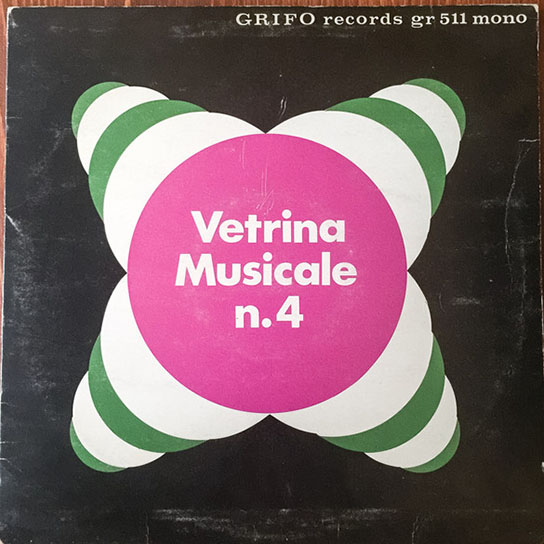 GRIFO records gr 511 mono
Vetrina
Musicale
n.4